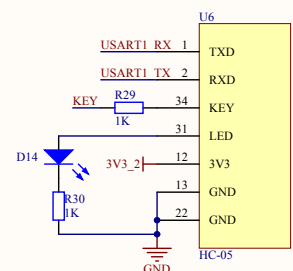 U6
USART1_RX 1 TXD
USART1_TX 2 RXD
KEY R29 1K 34 KEY
31 LED
D14
3V3_2 12 3V3
R30
1K
13 GND
22 GND
HC-05
GND